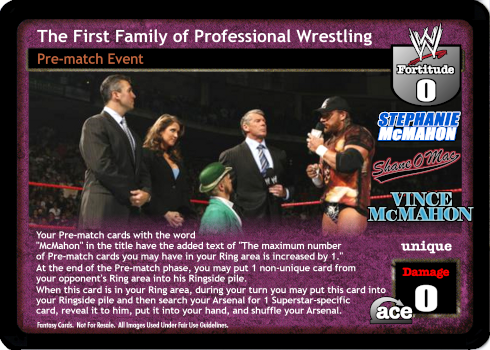 The First Family of Professional Wrestling
Pre-match Event
W
Fortitude
0
STEPHANIE
McMAHON
Shane O Mac
VINCE
McMAHON
unique
Damage
0
ace
Your Pre-match cards with the word
"McMahon" in the title have the added text of "The maximum number
of Pre-match cards you may have in your Ring area is increased by 1."
At the end of the Pre-match phase, you may put 1 non-unique card from
your opponent's Ring area into his Ringside pile.
When this card is in your Ring area, during your turn you may put this card into
your Ringside pile and then search your Arsenal for 1 Superstar-specific
card, reveal it to him, put it into your hand, and shuffle your Arsenal.
Fantasy Cards. Not For Resale. All Images Used Under Fair Use Guidelines.